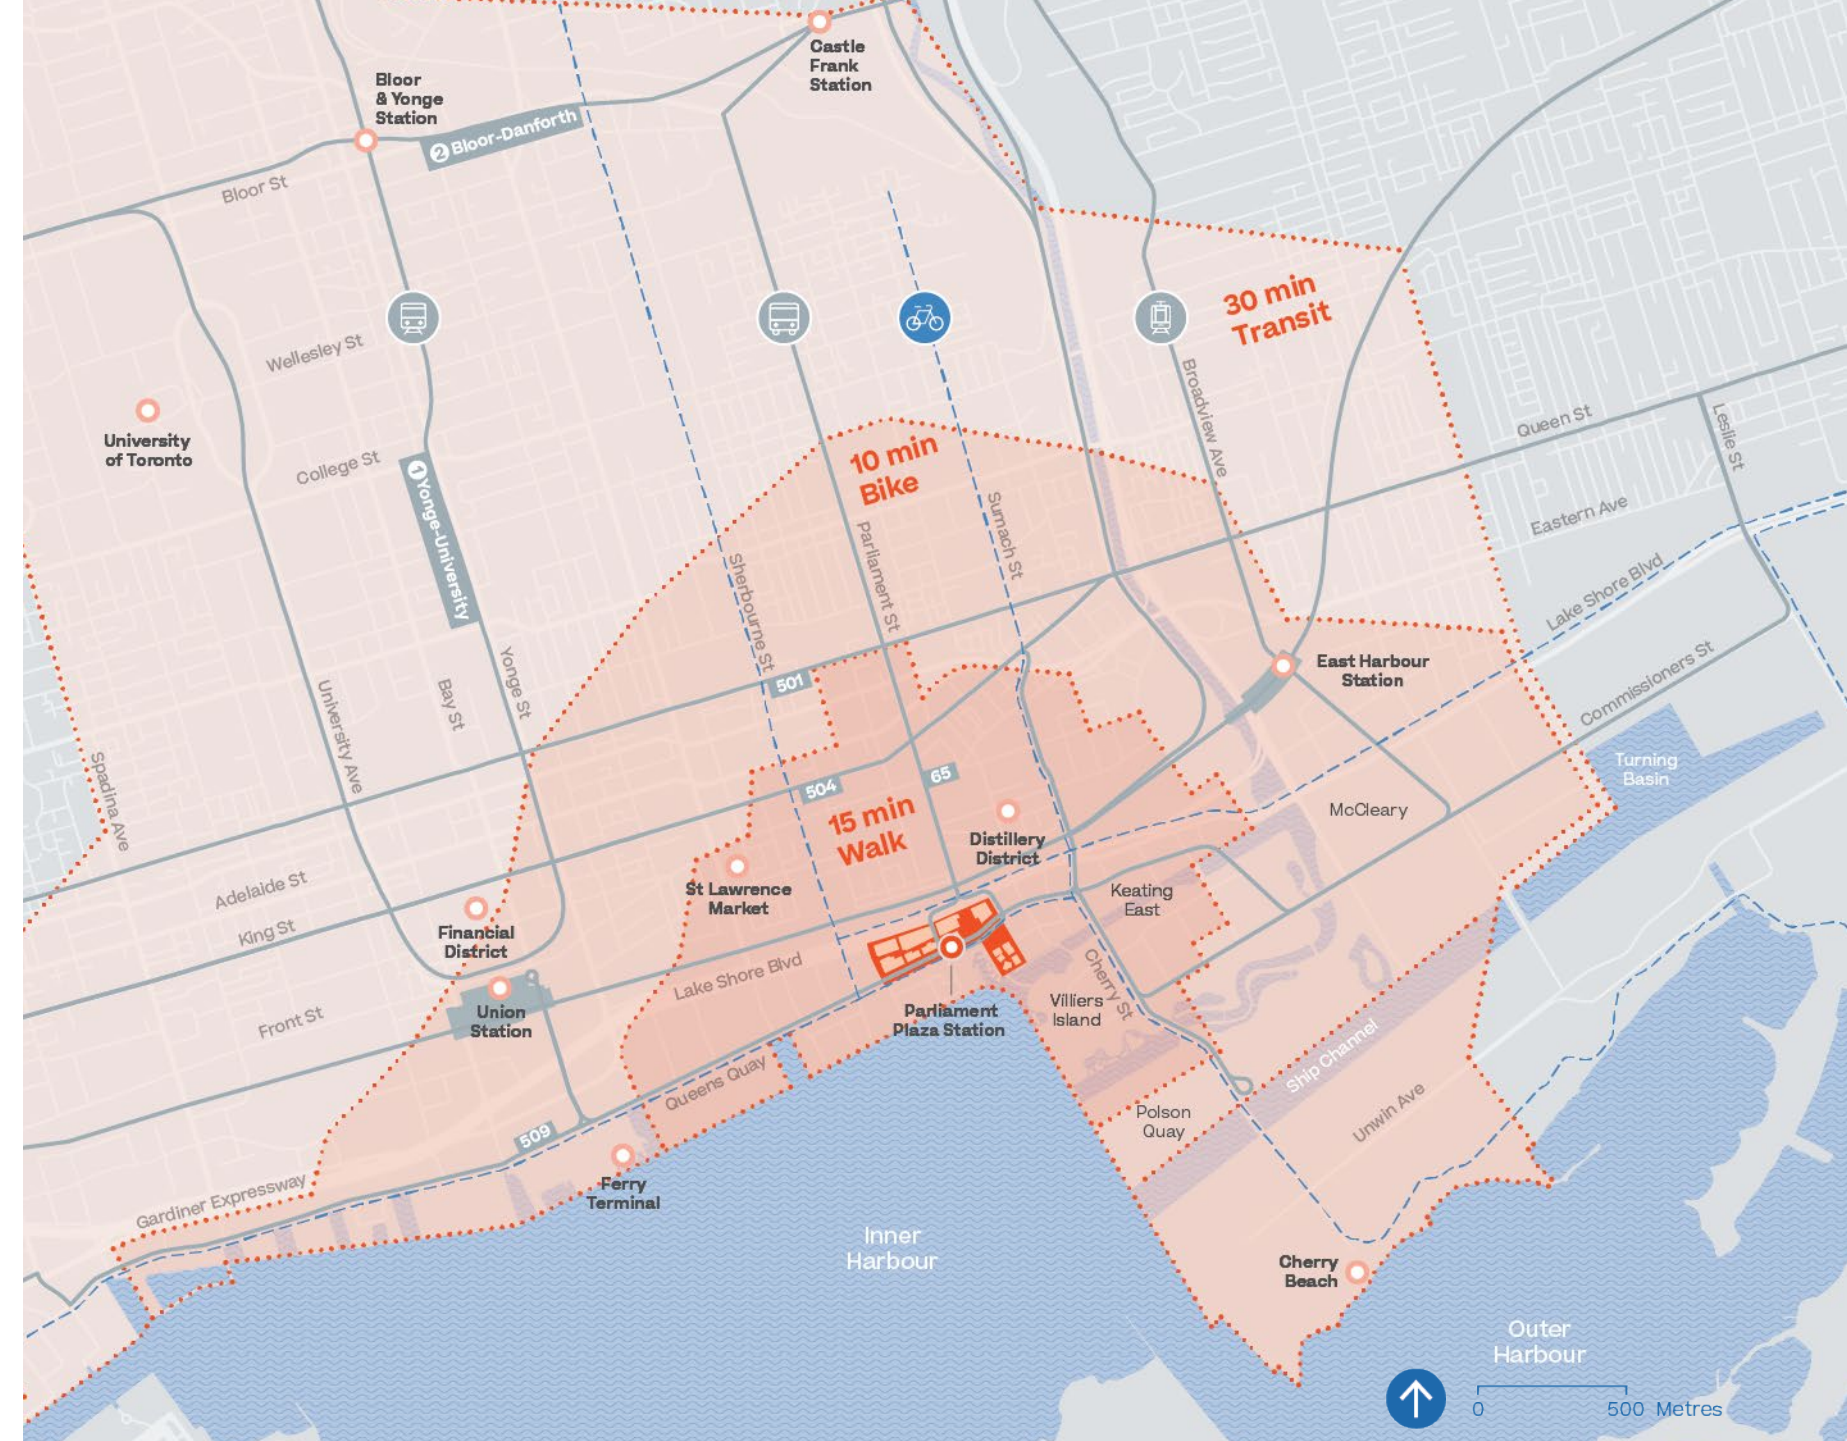 Castle
Frank
Station
Bloor
& Yonge
Station
2 Bloor-Danforth
Bloor St
30 min
Transit
Wellesley St
Broadview Ave
University
of Toronto
College St
1 Yonge-University
10 min
Bike
Queen St
Leslie St
Eastern Ave
Sumach St
Parliament St
Sherbourne St
Lake Shore Blvd
Commissioners St
East Harbour
Station
501
Yonge St
Bay St
University Ave
Spadina Ave
504
65
Turning
Basin
15 min
Walk
McCleary
Distillery
District
St Lawrence
Market
Keating
East
Adelaide St
King St
Financial
District
Lake Shore Blvd
Cherry St
Front St
Union
Station
Parliament
Plaza Station
Villiers
Island
Ship Channel
Queens Quay
Polson
Quay
Unwin Ave
509
Ferry
Terminal
Gardiner Expressway
Inner
Harbour
Cherry
Beach
Outer
Harbour
0 500 Metres